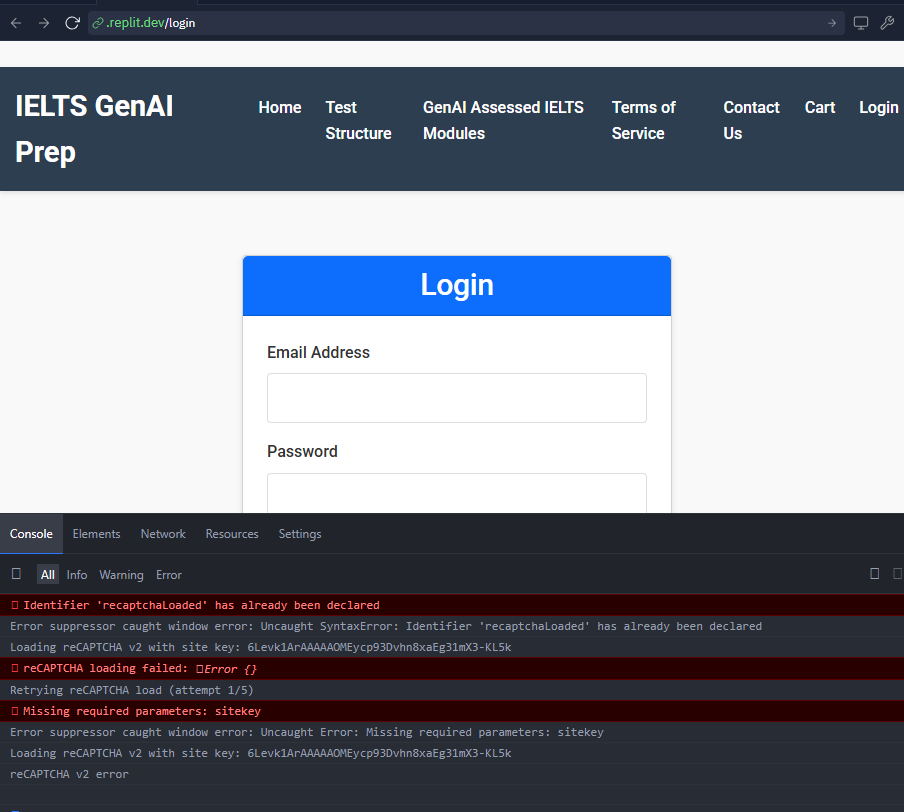 .replit.dev/login
IELTS GenAI
Prep
Home
Test
Structure
GenAI Assessed IELTS
Modules
Terms of
Service
Contact
Us
Cart
Login
Login
Email Address
Password
Console Elements Network Resources Settings
All Info Warning Error
Identifier 'recaptchaLoaded' has already been declared
Error suppressor caught window error: Uncaught SyntaxError: Identifier 'recaptchaLoaded' has already been declared
Loading reCAPTCHA v2 with site key: 6Levk1ArAAAAAOMEycp93Dvhn8xaEg31mX3-KL5k
reCAPTCHA loading failed: Error {}
Retrying reCAPTCHA load (attempt 1/5)
Missing required parameters: sitekey
Error suppressor caught window error: Uncaught Error: Missing required parameters: sitekey
Loading reCAPTCHA v2 with site key: 6Levk1ArAAAAAOMEycp93Dvhn8xaEg31mX3-KL5k
reCAPTCHA v2 error